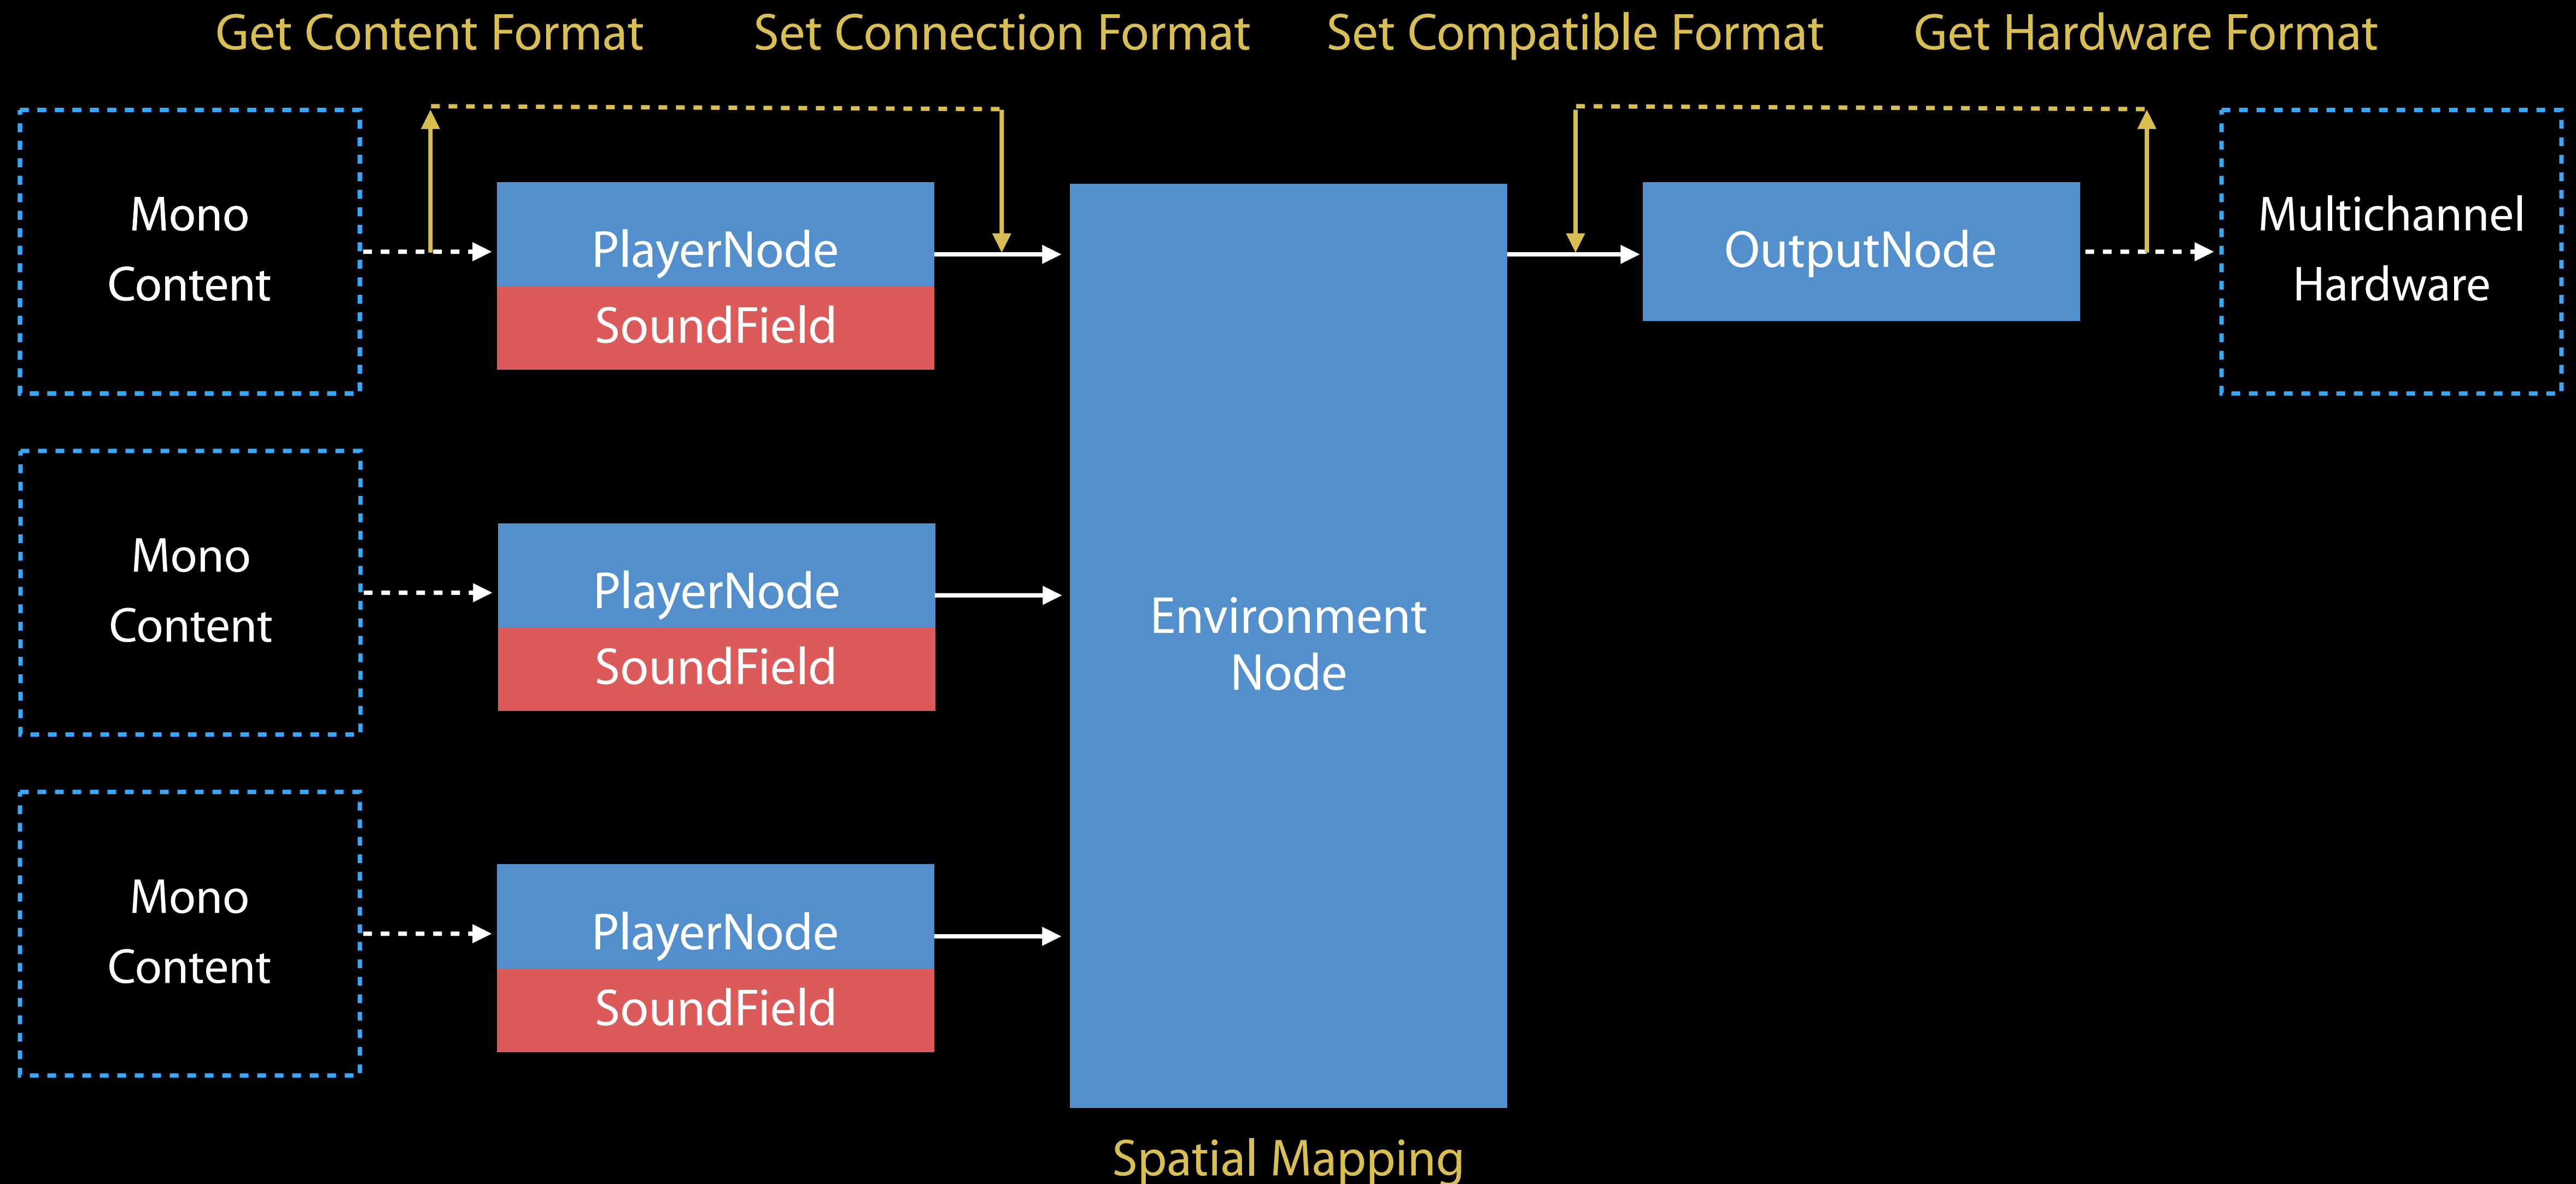 Get Content Format
Set Connection Format
Set Compatible Format
Get Hardware Format
Mono
Content
PlayerNode
SoundField
OutputNode
Multichannel
Hardware
Mono
Content
PlayerNode
SoundField
Environment
Node
Mono
Content
PlayerNode
SoundField
Spatial Mapping